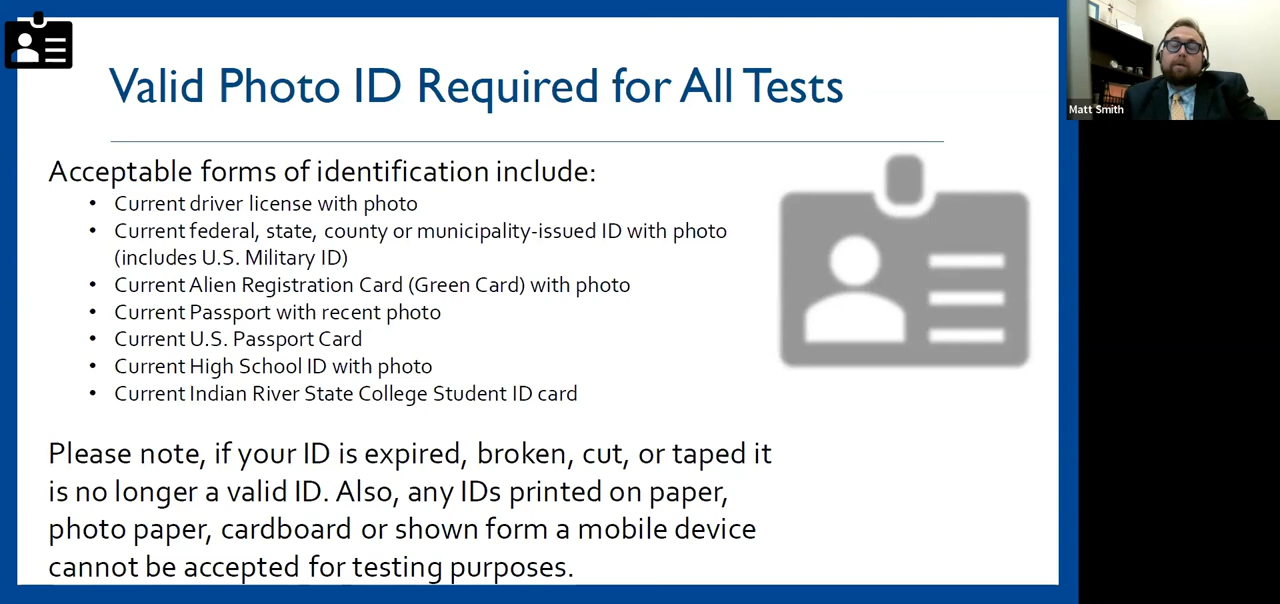 Valid Photo ID Required for All Tests
Matt Smith
Acceptable forms of identification include:
• Current driver license with photo
• Current federal, state, county or municipality-issued ID with photo
(includes U.S. Military ID)
• Current Alien Registration Card (Green Card) with photo
• Current Passport with recent photo
• Current U.S. Passport Card
• Current High School ID with photo
• Current Indian River State College Student ID card
Please note, if your ID is expired, broken, cut, or taped it
is no longer a valid ID. Also, any IDs printed on paper,
photo paper, cardboard or shown form a mobile device
cannot be accepted for testing purposes.